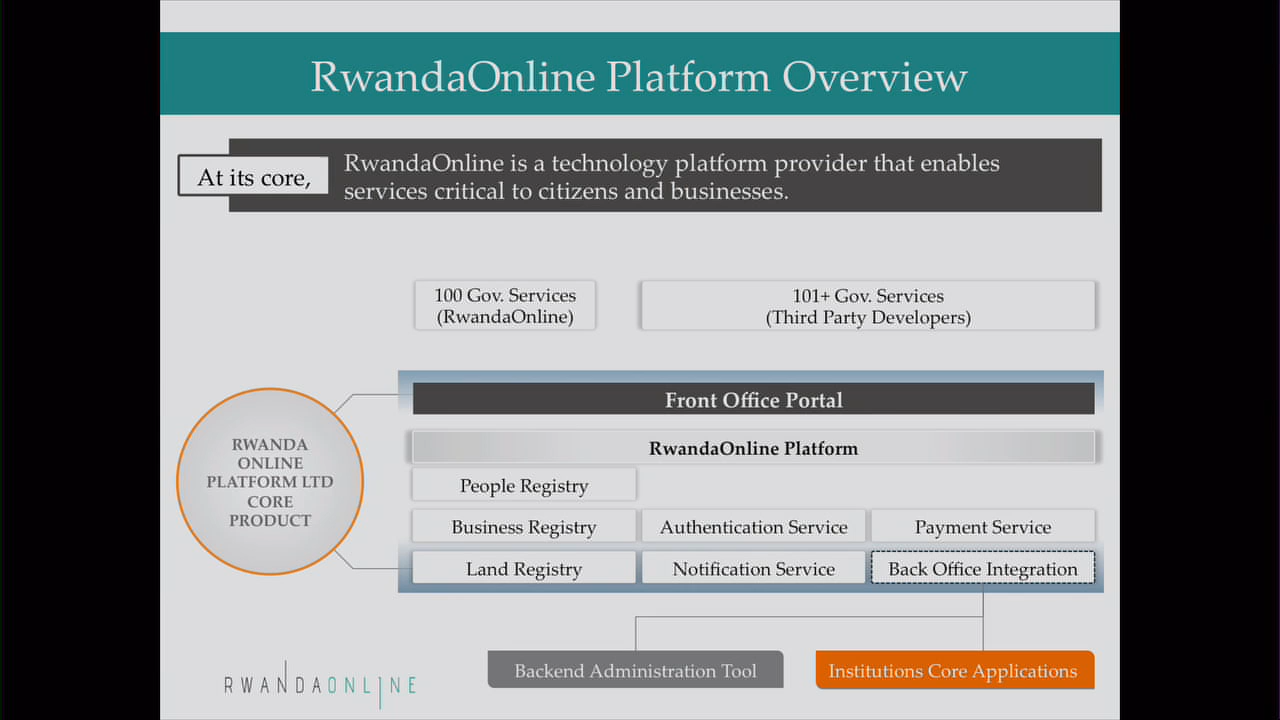 RwandaOnline Platform Overview
At its core,
RwandaOnline is a technology platform provider that enables
services critical to citizens and businesses.
100 Gov. Services
(RwandaOnline)
101+ Gov. Services
(Third Party Developers)
RWANDA
ONLINE
PLATFORM LTD
CORE
PRODUCT
Front Office Portal
RwandaOnline Platform
People Registry
Business Registry
Authentication Service
Payment Service
Land Registry
Notification Service
Back Office Integration
Backend Administration Tool
Institutions Core Applications
RWANDAONLINE